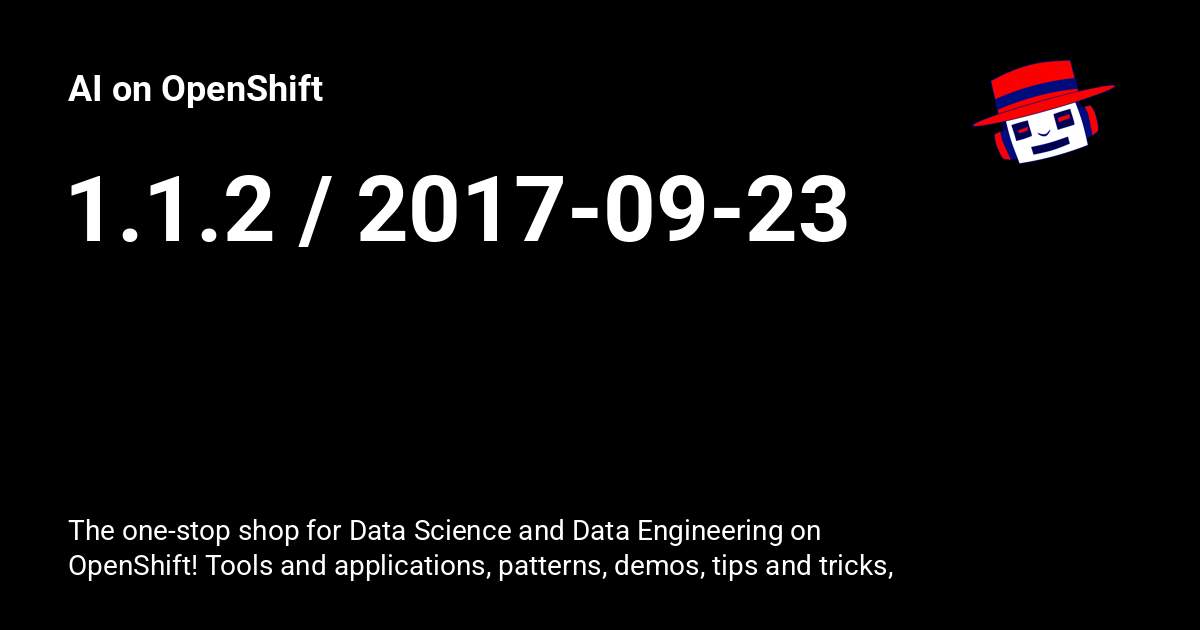 AI on OpenShift
1.1.2 / 2017-09-23
The one-stop shop for Data Science and Data Engineering on
OpenShift! Tools and applications, patterns, demos, tips and tricks,